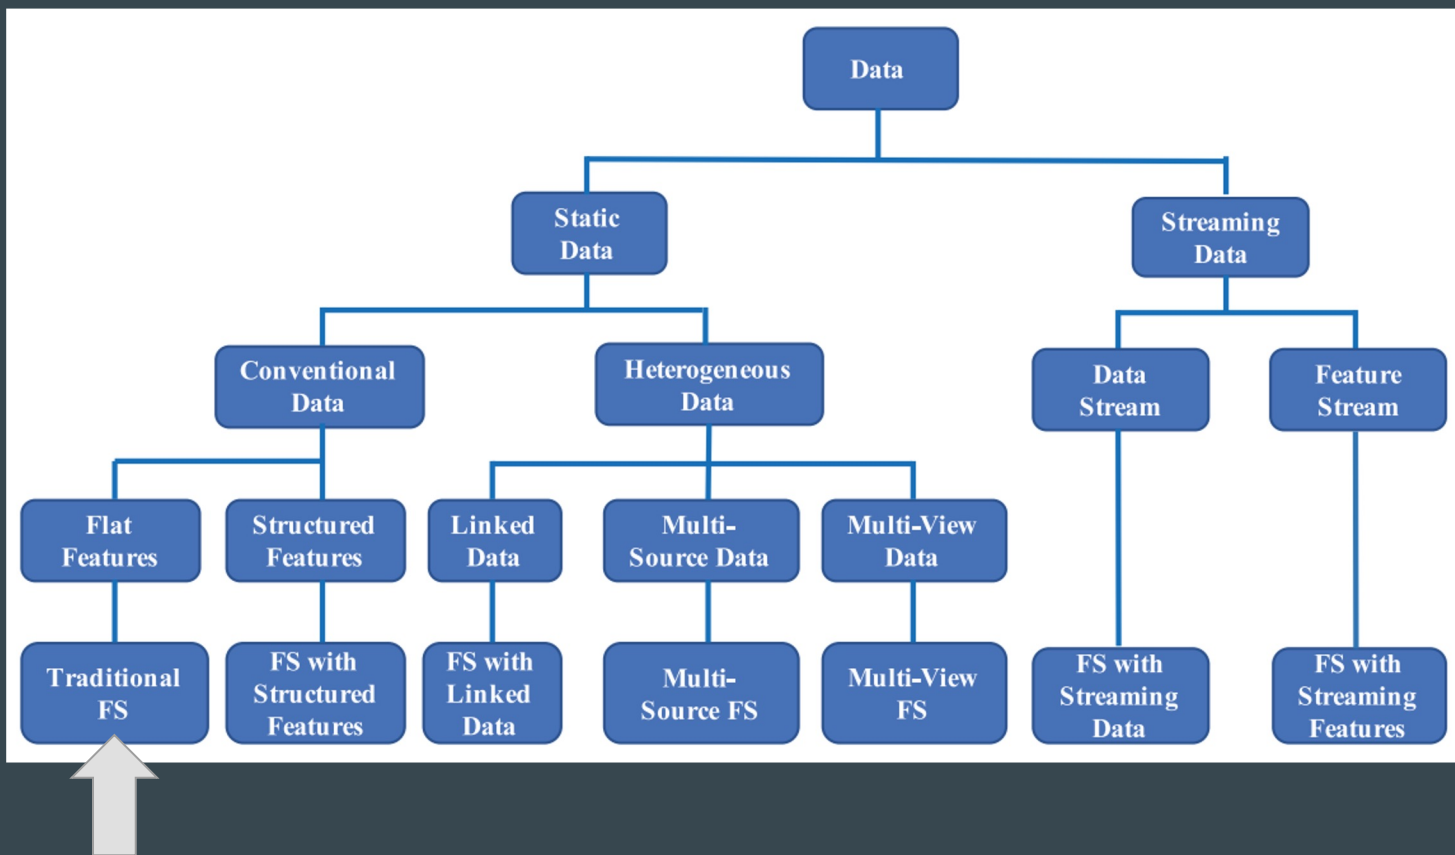 Data
Static
Data
Streaming
Data
Conventional
Data
Heterogeneous
Data
Data
Stream
Feature
Stream
Flat
Features
Structured
Features
Linked
Data
Multi-
Source Data
Multi-View
Data
Traditional
FS
FS with
Structured
Features
FS with
Linked
Data
Multi-
Source FS
Multi-View
FS
FS with
Streaming
Data
FS with
Streaming
Features